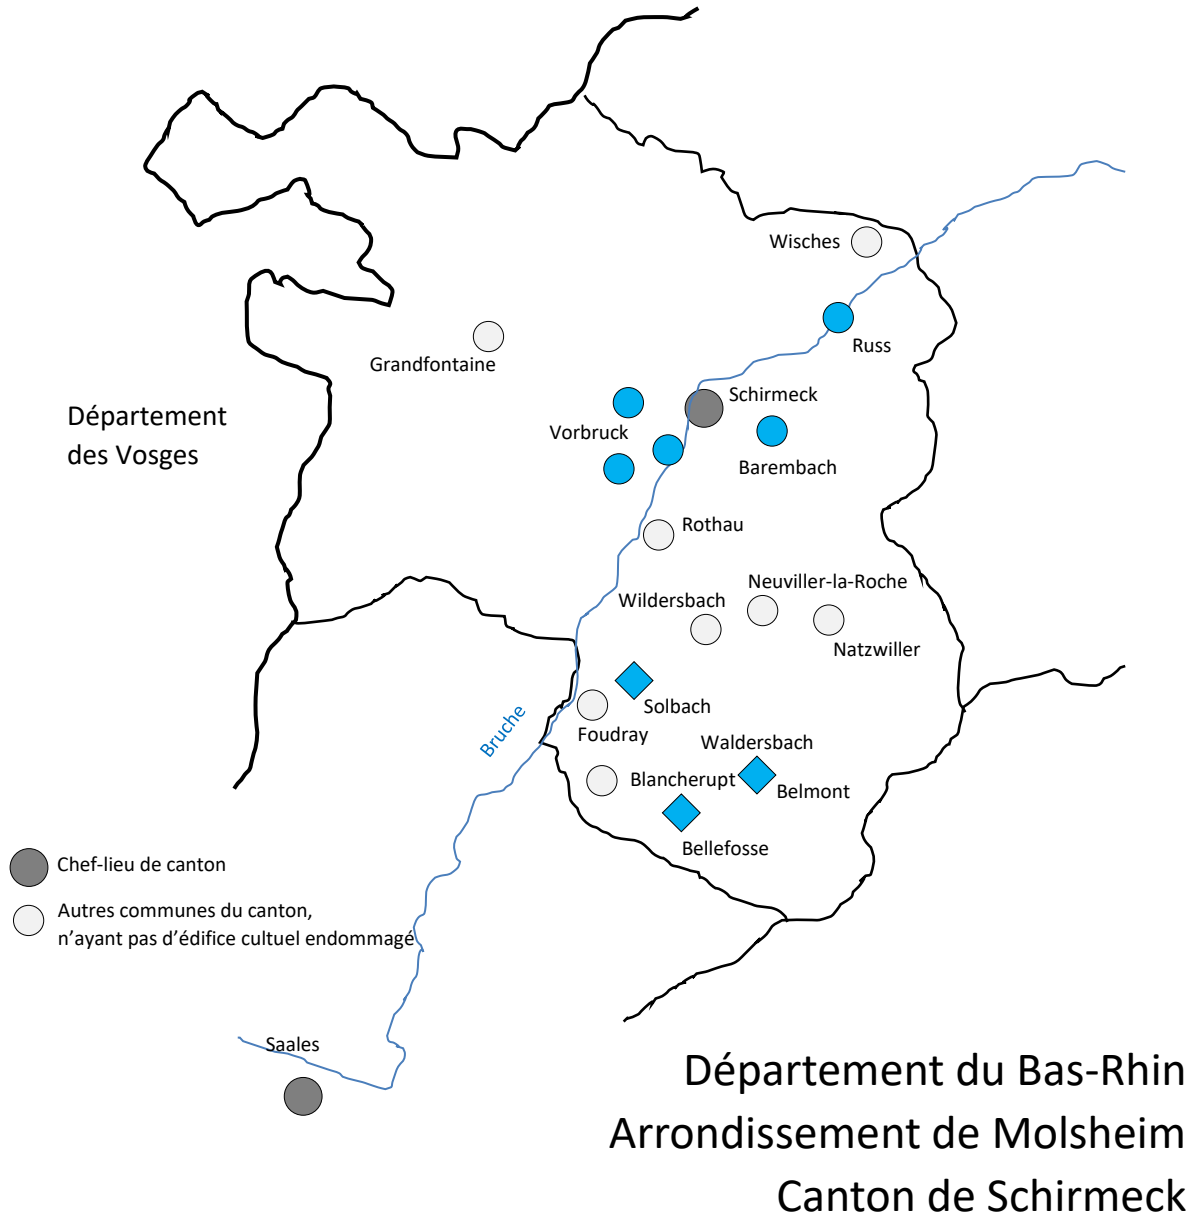 Wisches
Russ
Grandfontaine
Schirmeck
Département
des Vosges
Vorbruck
Barembach
Rothau
Neuviller-la-Roche
Wildersbach
Natzwiller
Solbach
Bruche
Foudray
Waldersbach
Blancherupt
Belmont
Bellefosse
Chef-lieu de canton
Autres communes du canton,
n’ayant pas d’édifice cultuel endommagé
Saales
Département du Bas-Rhin
Arrondissement de Molsheim
Canton de Schirmeck